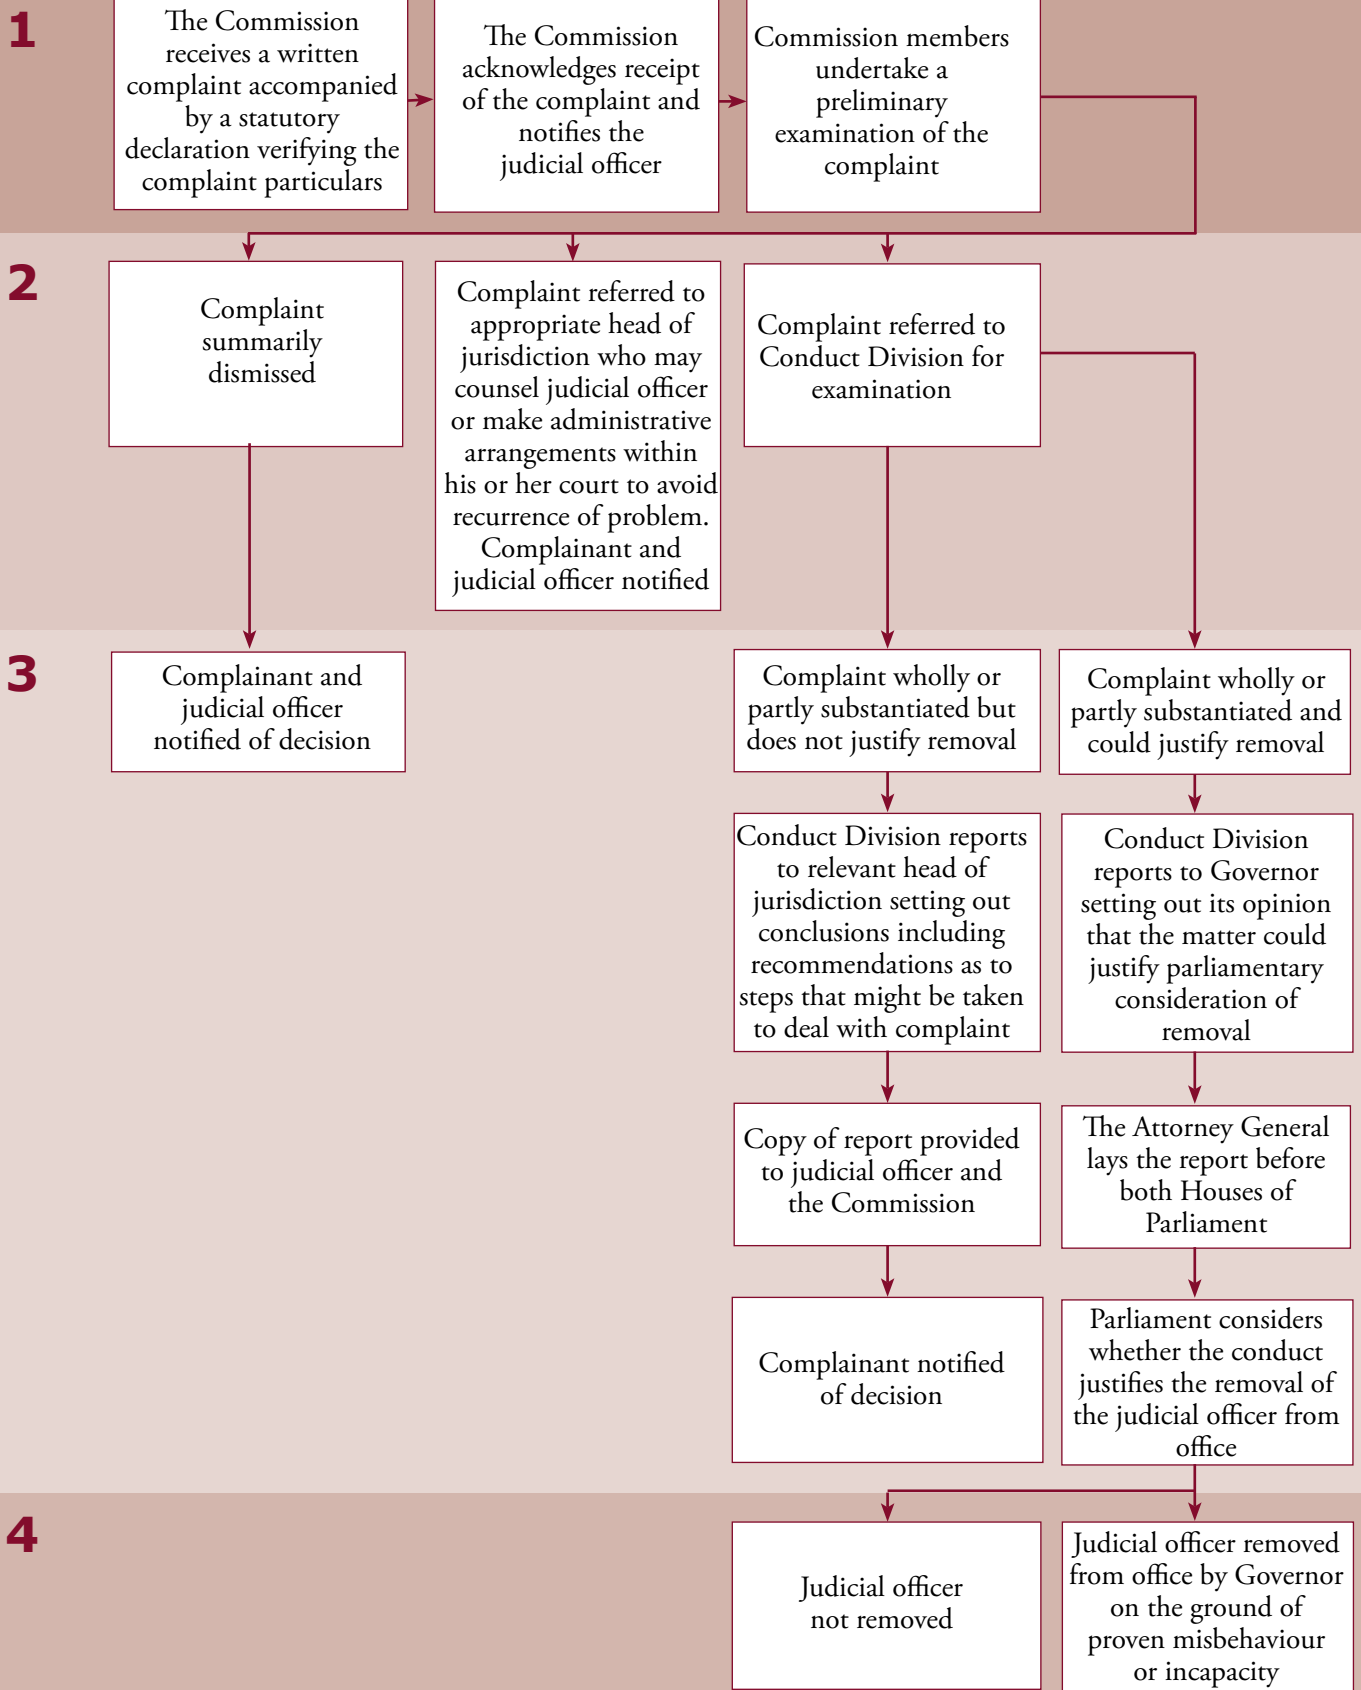 1
The Commission
receives a written
complaint accompanied
by a statutory
declaration verifying the
complaint particulars
The Commission
acknowledges receipt
of the complaint and
notifies the
judicial officer
Commission members
undertake a
preliminary
examination of the
complaint
2
Complaint
summarily
dismissed
Complaint referred to
appropriate head of
jurisdiction who may
counsel judicial officer
or make administrative
arrangements within
his or her court to avoid
recurrence of problem.
Complainant and
judicial officer notified
Complaint referred to
Conduct Division for
examination
3
Complainant and
judicial officer
notified of decision
Complaint wholly or
partly substantiated but
does not justify removal
Complaint wholly or
partly substantiated and
could justify removal
Conduct Division reports
to relevant head of
jurisdiction setting out
conclusions including
recommendations as to
steps that might be taken
to deal with complaint
Conduct Division
reports to Governor
setting out its opinion
that the matter could
justify parliamentary
consideration of
removal
Copy of report provided
to judicial officer and
the Commission
The Attorney General
lays the report before
both Houses of
Parliament
Complainant notified
of decision
Parliament considers
whether the conduct
justifies the removal of
the judicial officer from
office
4
Judicial officer
not removed
Judicial officer removed
from office by Governor
on the ground of
proven misbehaviour
or incapacity